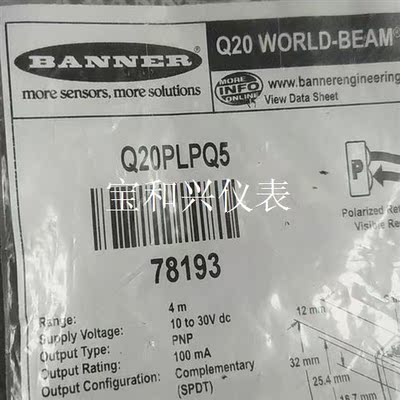 BANNER®
more sensors, more solutions
Q20 WORLD-BEAM®
MORE
INFO
ONLINE
www.bannerengineering
View Data Sheet
Q20PLPQ5
宝和兴仪表
78193
P
Polarized Ret
Visible Re
Range: 4 m
Supply Voltage: 10 to 30V dc
Output Type: PNP
Output Rating: 100 mA
Output Configuration: Complementary
(SPDT)
12 mm
32 mm
25.4 mm